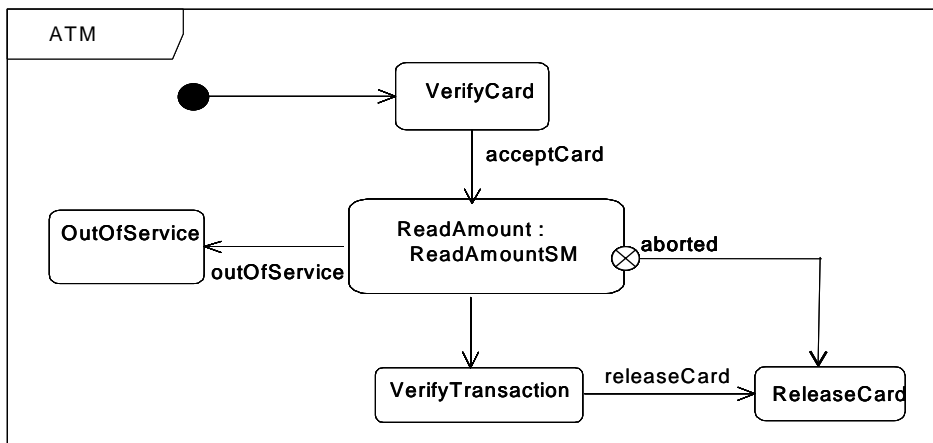 ATM
VerifyCard
acceptCard
ReadAmount :
ReadAmountSM
aborted
OutOfService
outOfService
VerifyTransaction
releaseCard
ReleaseCard